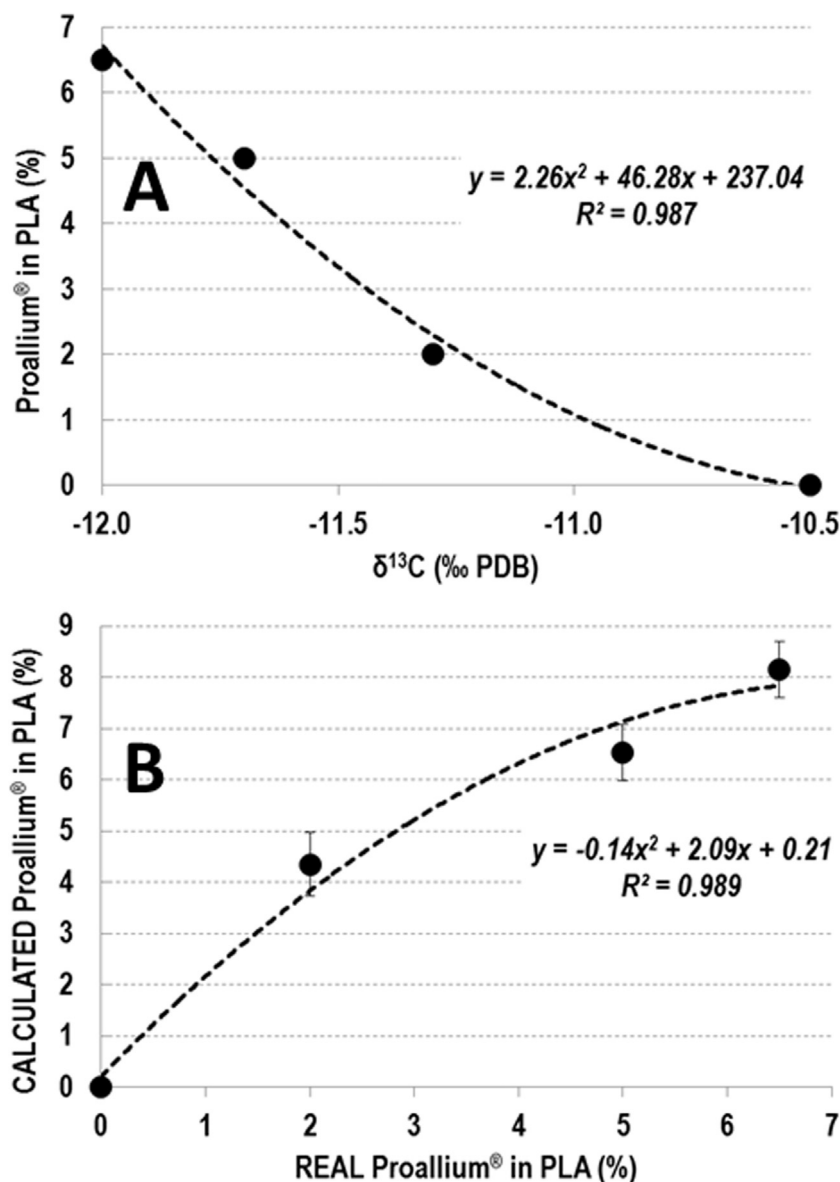 7
6
5
4
3
2
1
0
Proallium® in PLA (%)
A
y = 2.26x² + 46.28x + 237.04
R² = 0.987
-12.0 -11.5 -11.0 -10.5
δ¹³C (‰ PDB)
9
8
7
6
5
4
3
2
1
0
CALCULATED Proallium® in PLA (%)
B
y = -0.14x² + 2.09x + 0.21
R² = 0.989
0 1 2 3 4 5 6 7
REAL Proallium® in PLA (%)